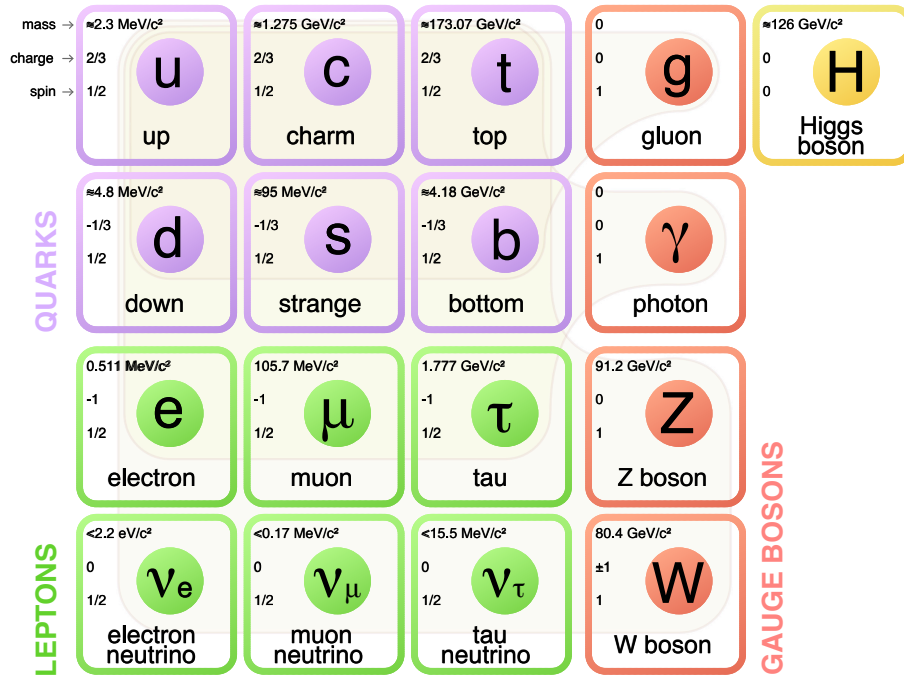 mass → ≈2.3 MeV/c²
charge → 2/3
spin → 1/2
u
up
≈1.275 GeV/c²
2/3
1/2
c
charm
≈173.07 GeV/c²
2/3
1/2
t
top
0
0
1
g
gluon
≈126 GeV/c²
0
0
H
Higgs
boson
QUARKS
≈4.8 MeV/c²
-1/3
1/2
d
down
≈95 MeV/c²
-1/3
1/2
s
strange
≈4.18 GeV/c²
-1/3
1/2
b
bottom
0
0
1
γ
photon
0.511 MeV/c²
-1
1/2
e
electron
105.7 MeV/c²
-1
1/2
μ
muon
1.777 GeV/c²
-1
1/2
τ
tau
91.2 GeV/c²
0
1
Z
Z boson
GAUGE BOSONS
LEPTONS
<2.2 eV/c²
0
1/2
νe
electron
neutrino
<0.17 MeV/c²
0
1/2
νμ
muon
neutrino
<15.5 MeV/c²
0
1/2
ντ
tau
neutrino
80.4 GeV/c²
±1
1
W
W boson